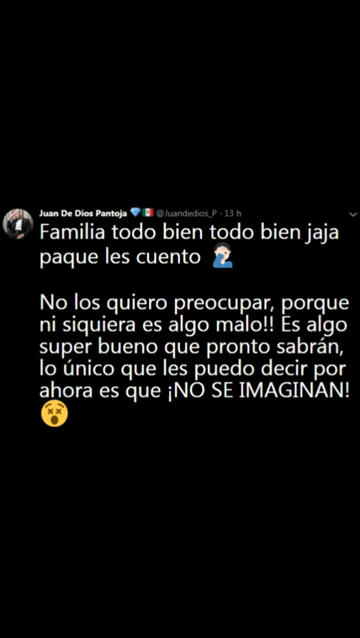 Juan De Dios Pantoja 💎🇲🇽 @Juandedios_P · 13 h
Familia todo bien todo bien jaja
paque les cuento 🤦🏻‍♂️
No los quiero preocupar, porque
ni siquiera es algo malo!! Es algo
super bueno que pronto sabrán,
lo único que les puedo decir por
ahora es que ¡NO SE IMAGINAN!
😵